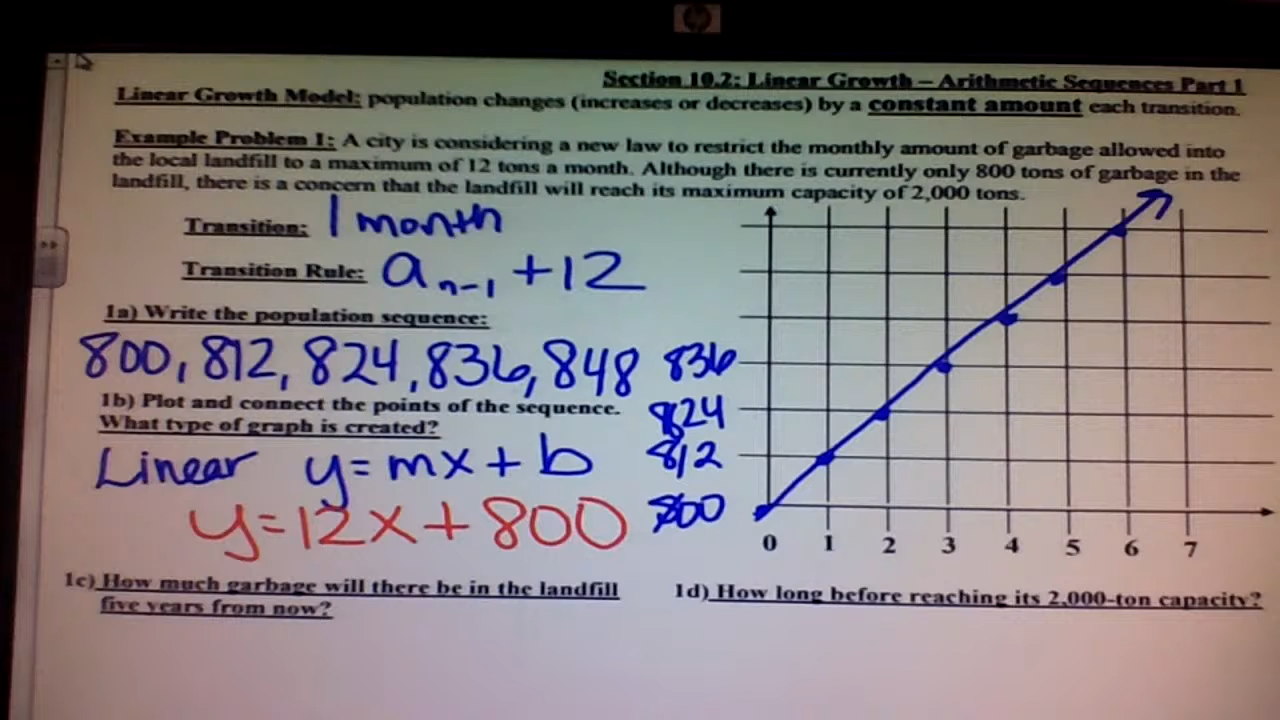 Section 10.2: Linear Growth – Arithmetic Sequences Part 1
Linear Growth Model: population changes (increases or decreases) by a constant amount each transition.
Example Problem 1: A city is considering a new law to restrict the monthly amount of garbage allowed into
the local landfill to a maximum of 12 tons a month. Although there is currently only 800 tons of garbage in the
landfill, there is a concern that the landfill will reach its maximum capacity of 2,000 tons.
Transition: 1 month
Transition Rule: a n-1 + 12
1a) Write the population sequence:
800, 812, 824, 836, 848
1b) Plot and connect the points of the sequence.
What type of graph is created?
Linear y=mx+b
y=12x+800
836
824
812
800
0 1 2 3 4 5 6 7
1c) How much garbage will there be in the landfill
five years from now?
1d) How long before reaching its 2,000-ton capacity?